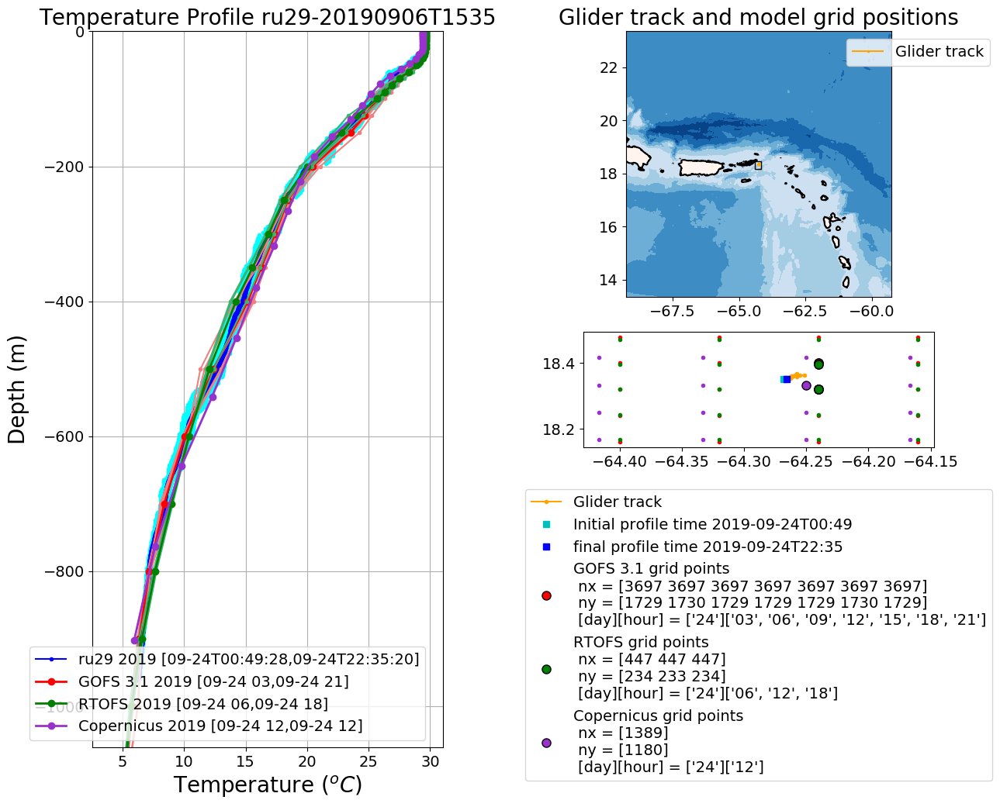 Temperature Profile ru29-20190906T1535
0
−200
−400
−600
−800
−1000
Depth (m)
5
10
15
20
25
30
Temperature (°C)
ru29 2019 [09-24T00:49:28,09-24T22:35:20]
GOFS 3.1 2019 [09-24 03,09-24 21]
RTOFS 2019 [09-24 06,09-24 18]
Copernicus 2019 [09-24 12,09-24 12]
Glider track and model grid positions
Glider track
22
20
18
16
14
−67.5
−65.0
−62.5
−60.0
18.4
18.2
−64.40
−64.35
−64.30
−64.25
−64.20
−64.15
Glider track
Initial profile time 2019-09-24T00:49
final profile time 2019-09-24T22:35
GOFS 3.1 grid points
nx = [3697 3697 3697 3697 3697 3697 3697]
ny = [1729 1730 1729 1729 1729 1730 1729]
[day][hour] = ['24']['03', '06', '09', '12', '15', '18', '21']
RTOFS grid points
nx = [447 447 447]
ny = [234 233 234]
[day][hour] = ['24']['06', '12', '18']
Copernicus grid points
nx = [1389]
ny = [1180]
[day][hour] = ['24']['12']